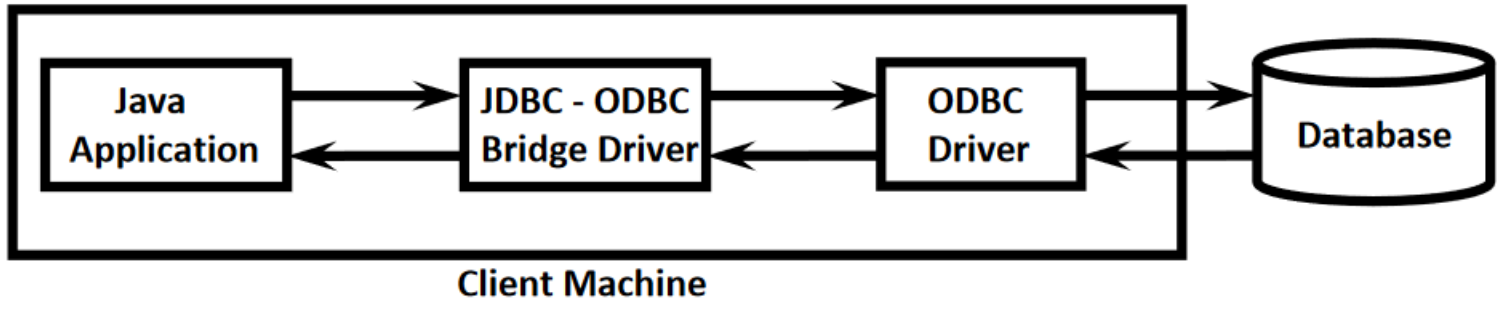 Java
Application
JDBC - ODBC
Bridge Driver
ODBC
Driver
Database
Client Machine